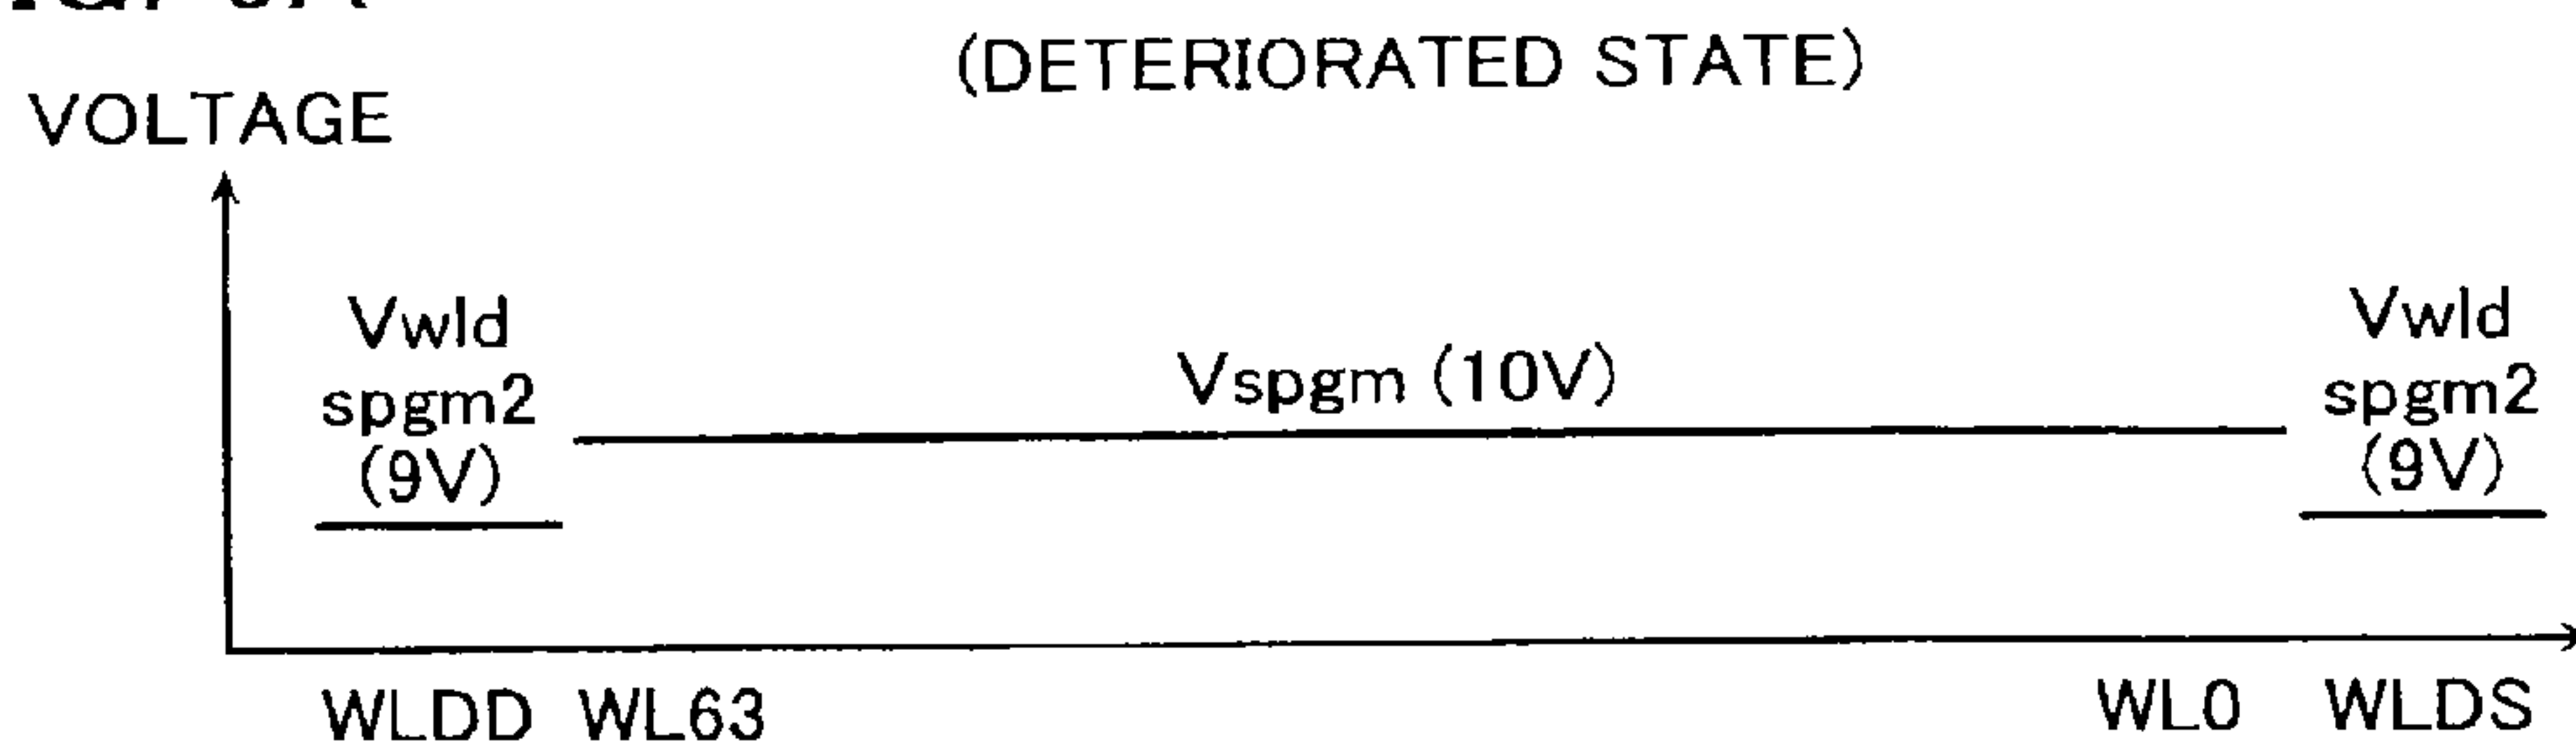 (DETERIORATED STATE)
VOLTAGE
Vwld
spgm2
(9V)
Vspgm (10V)
Vwld
spgm2
(9V)
WLDD WL63
WL0 WLDS